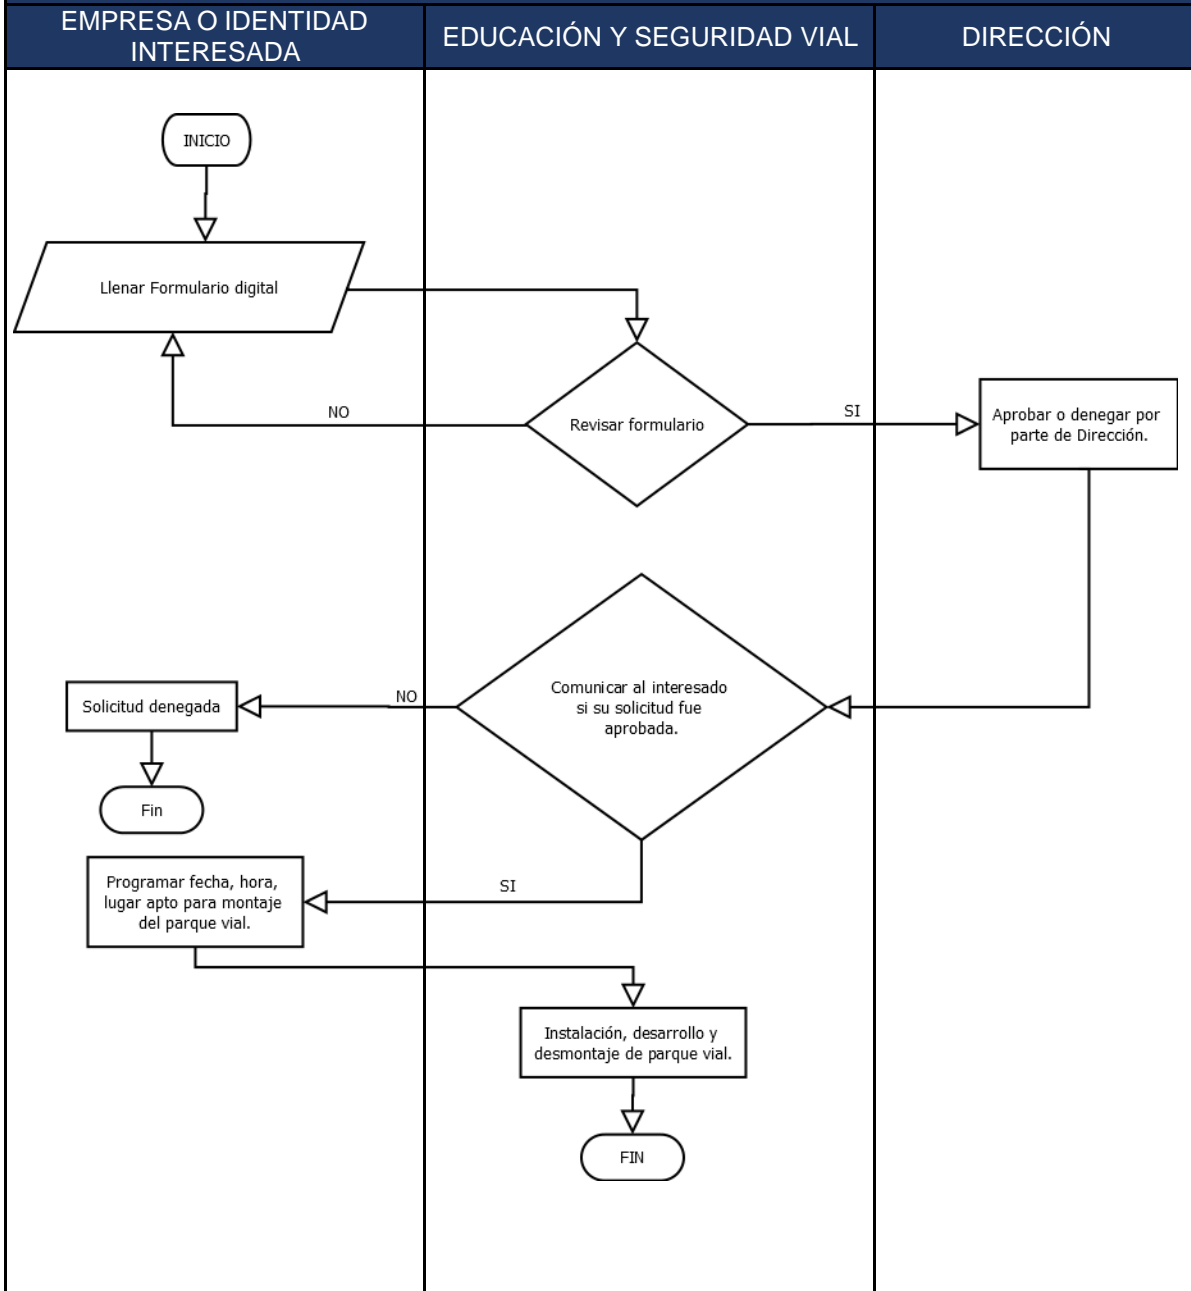 EMPRESA O IDENTIDAD
INTERESADA
EDUCACIÓN Y SEGURIDAD VIAL
DIRECCIÓN
INICIO
Llenar Formulario digital
Revisar formulario
NO
SI
Aprobar o denegar por
parte de Dirección.
Comunicar al interesado
si su solicitud fue
aprobada.
NO
Solicitud denegada
Fin
SI
Programar fecha, hora,
lugar apto para montaje
del parque vial.
Instalación, desarrollo y
desmontaje de parque vial.
FIN